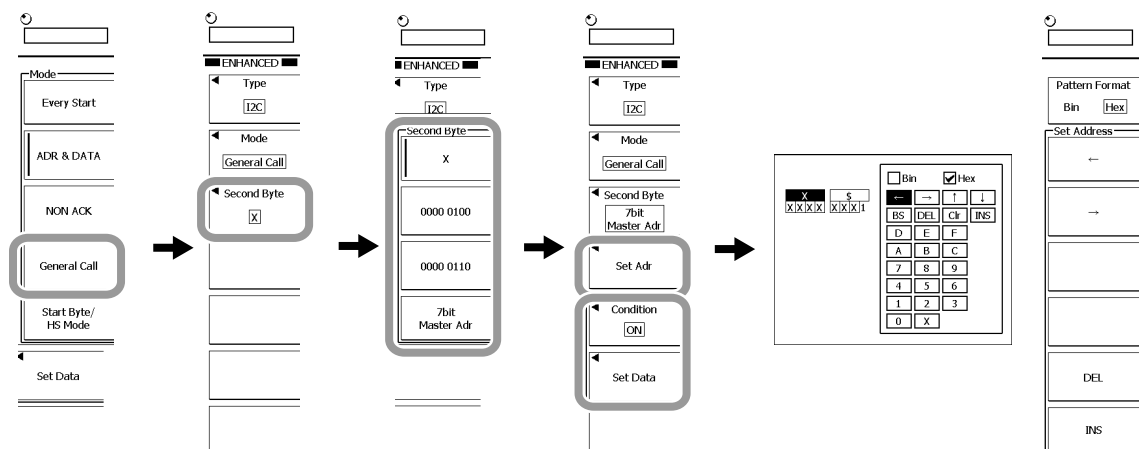 Mode
Every Start
ADR & DATA
NON ACK
General Call
Start Byte/
HS Mode
Set Data
ENHANCED
Type
I2C
Mode
General Call
Second Byte
X
ENHANCED
Type
I2C
Second Byte
X
0000 0100
0000 0110
7bit
Master Adr
ENHANCED
Type
I2C
Mode
General Call
Second Byte
7bit
Master Adr
Set Adr
Condition
ON
Set Data
X $
X X X X X X X 1
Bin Hex
← → ↑ ↓
BS DEL Clr INS
D E F
A B C
7 8 9
4 5 6
1 2 3
0 X
Pattern Format
Bin Hex
Set Address
←
→
DEL
INS